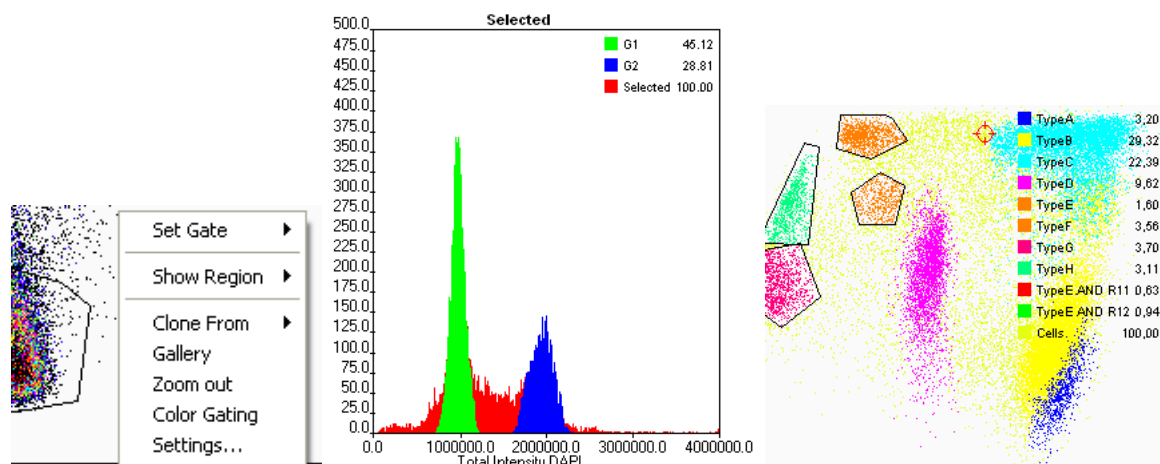 Set Gate
Show Region
Clone From
Gallery
Zoom out
Color Gating
Settings...
Selected
500.0
475.0
450.0
425.0
400.0
375.0
350.0
325.0
300.0
275.0
250.0
225.0
200.0
175.0
150.0
125.0
100.0
75.0
50.0
25.0
0.0
G1 45.12
G2 28.81
Selected 100.00
0.0 1000000.0 2000000.0 3000000.0 4000000.0
Total Intensity DAPI
TypeA 3,20
TypeB 29,32
TypeC 22,39
TypeD 9,62
TypeE 1,60
TypeF 3,56
TypeG 3,70
TypeH 3,11
TypeE AND R11 0,63
TypeE AND R12 0,94
Cells 100,00